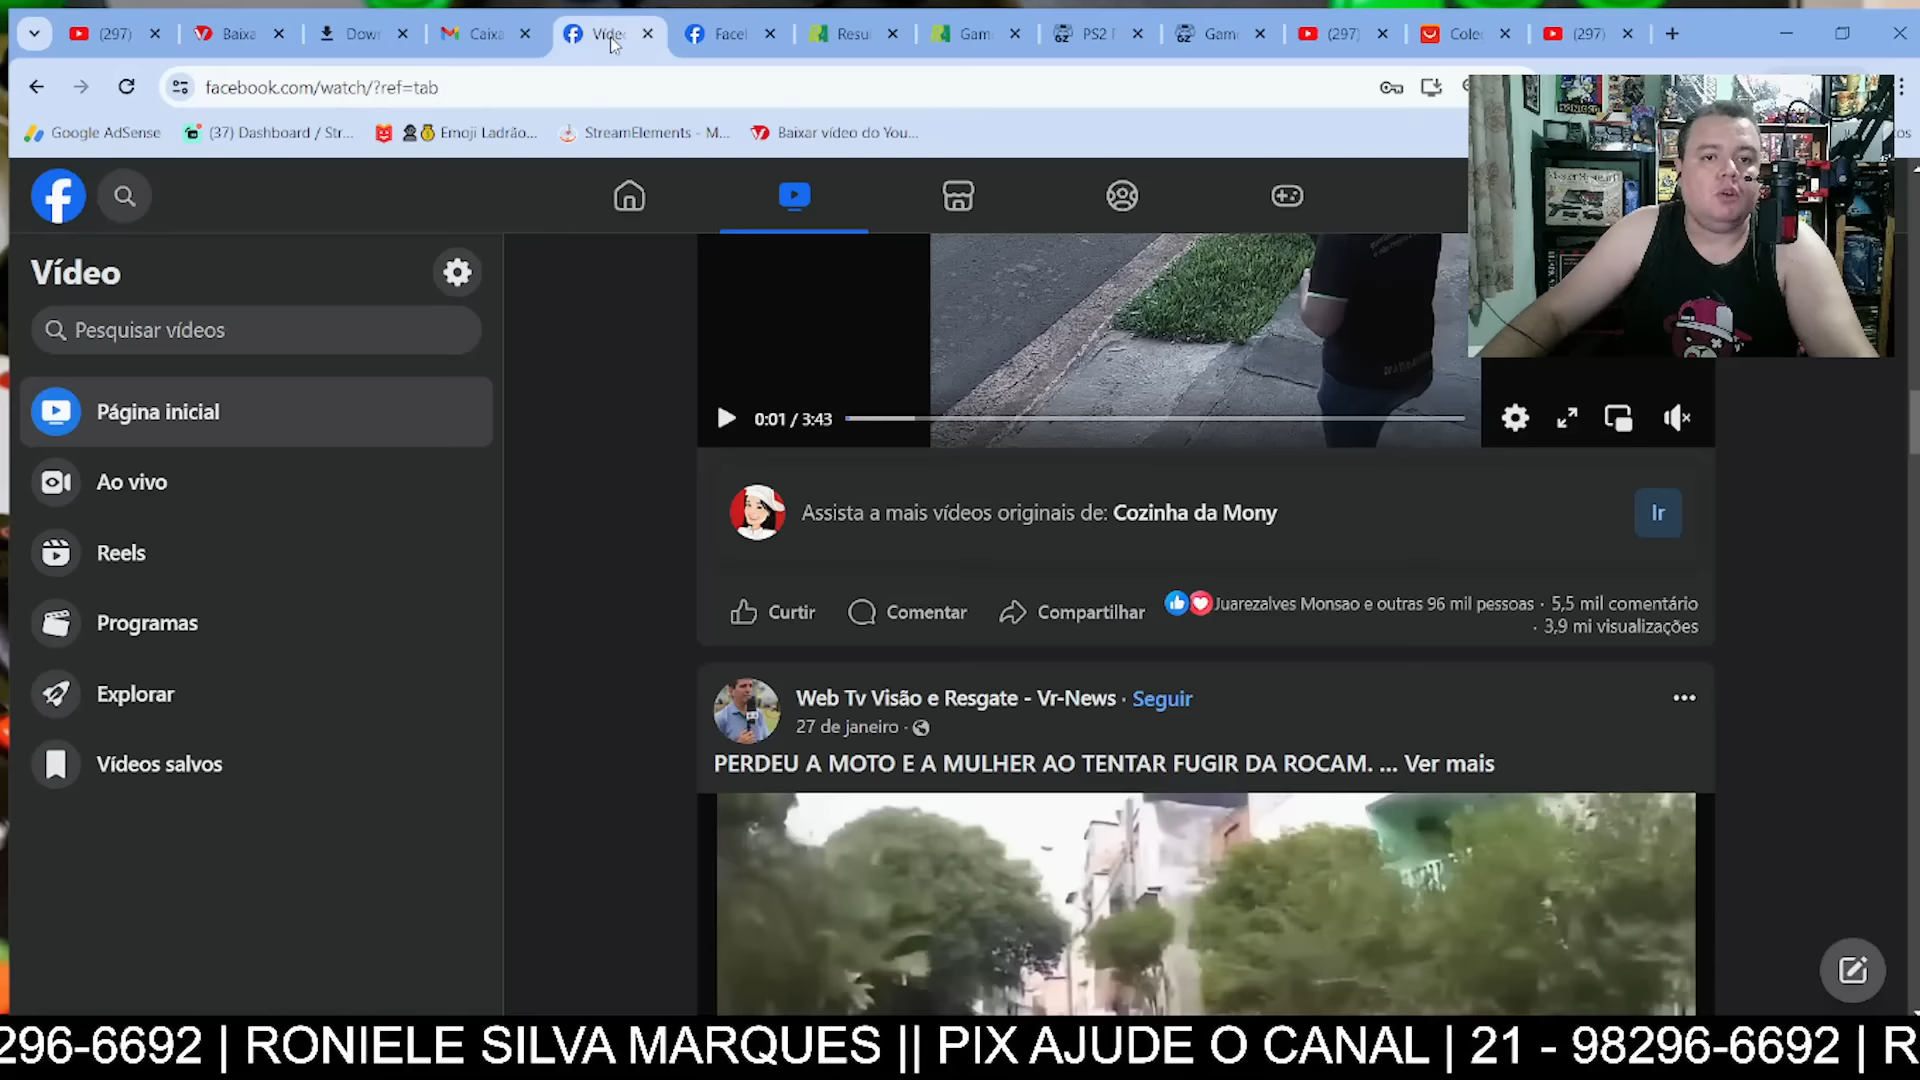 (297)
Baixa
Dowr
Caixa
Víde
Facel
Resu
Gam
PS2 F
Gam
(297)
Cole
(297)
facebook.com/watch/?ref=tab
Google AdSense
(37) Dashboard / Str...
Emoji Ladrão...
StreamElements - M...
Baixar vídeo do You...
Vídeo
Pesquisar vídeos
Página inicial
Ao vivo
Reels
Programas
Explorar
Vídeos salvos
0:01 / 3:43
Assista a mais vídeos originais de: Cozinha da Mony
Ir
Curtir
Comentar
Compartilhar
Juarezalves Monsao e outras 96 mil pessoas · 5,5 mil comentário
· 3,9 mi visualizações
Web Tv Visão e Resgate - Vr-News · Seguir
27 de janeiro ·
PERDEU A MOTO E A MULHER AO TENTAR FUGIR DA ROCAM. ... Ver mais
296-6692 | RONIELE SILVA MARQUES || PIX AJUDE O CANAL | 21 - 98296-6692 | R